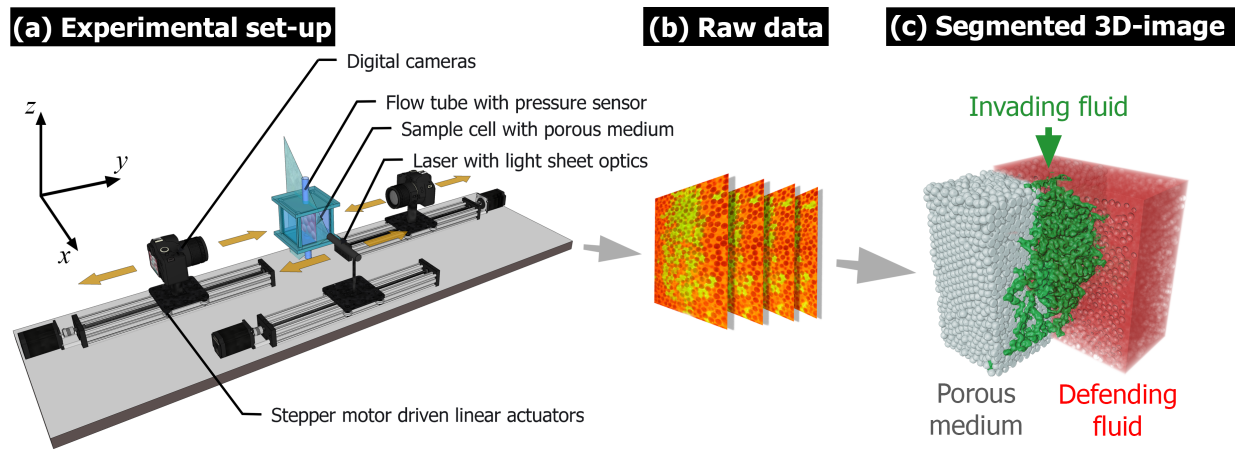 (a) Experimental set-up
Digital cameras
Flow tube with pressure sensor
Sample cell with porous medium
Laser with light sheet optics
z
y
x
Stepper motor driven linear actuators
(b) Raw data
(c) Segmented 3D-image
Invading fluid
Porous
medium
Defending
fluid